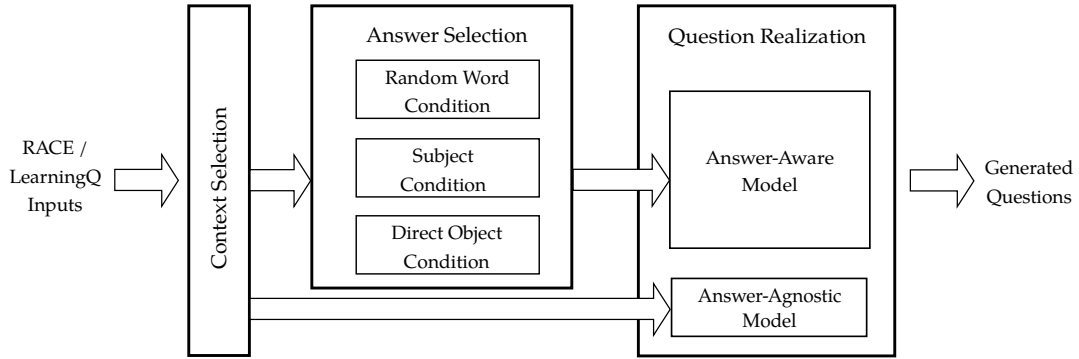 RACE /
LearningQ
Inputs
Context Selection
Answer Selection
Random Word
Condition
Subject
Condition
Direct Object
Condition
Question Realization
Answer-Aware
Model
Answer-Agnostic
Model
Generated
Questions